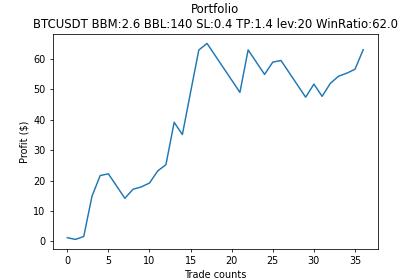 Portfolio
BTCUSDT BBM:2.6 BBL:140 SL:0.4 TP:1.4 lev:20 WinRatio:62.0
60
50
40
30
20
10
0
Profit ($)
0 5 10 15 20 25 30 35
Trade counts